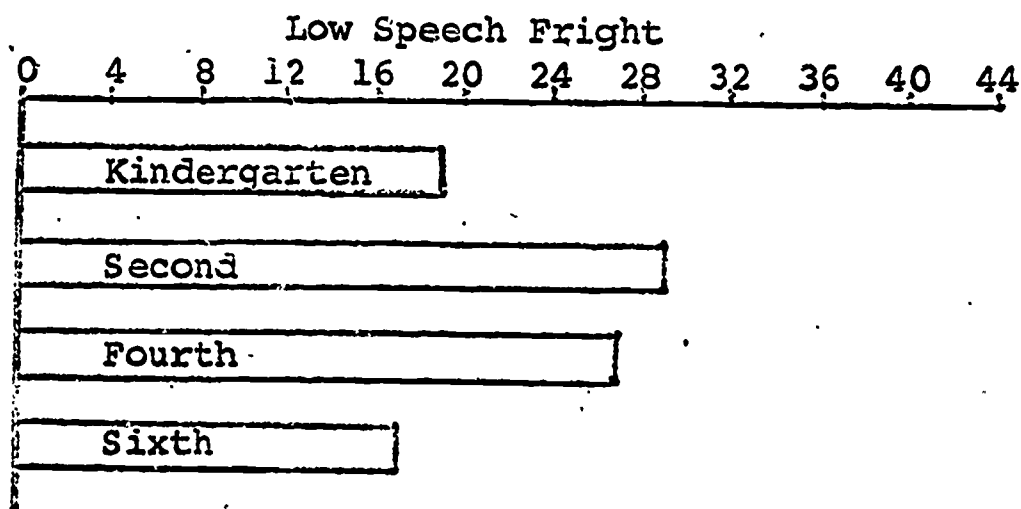 Low Speech Fright
0 4 8 12 16 20 24 28 32 36 40 44
Kindergarten
Second
Fourth
Sixth